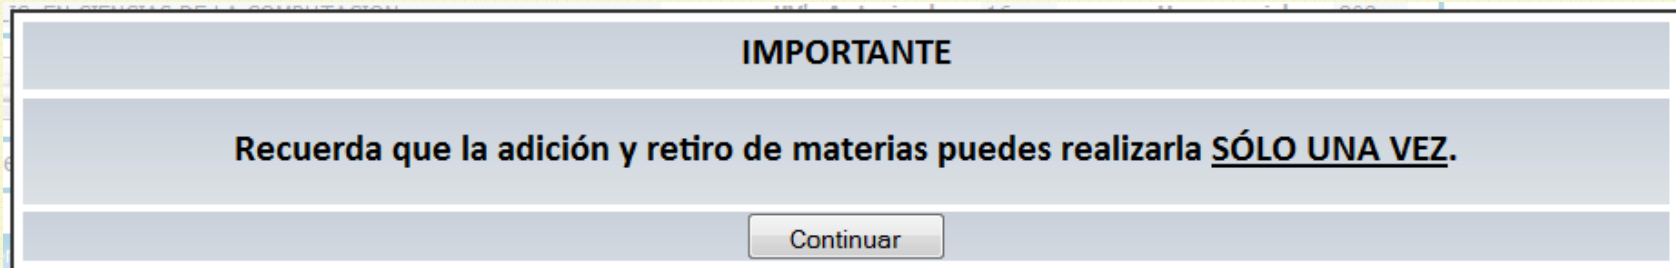 IMPORTANTE
Recuerda que la adición y retiro de materias puedes realizarla SÓLO UNA VEZ.
Continuar